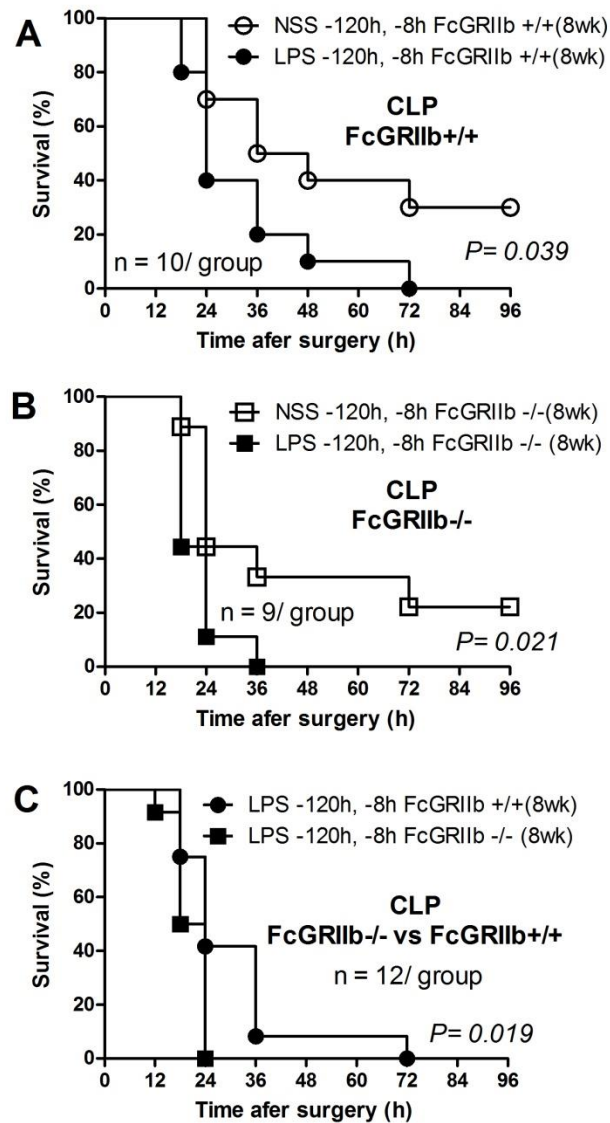 A
NSS -120h, -8h FcGRIIb +/+(8wk)
LPS -120h, -8h FcGRIIb +/+(8wk)
CLP
FcGRIIb+/+
n = 10/ group
P= 0.039
Survival (%)
100
80
60
40
20
0
0 12 24 36 48 60 72 84 96
Time afer surgery (h)
B
NSS -120h, -8h FcGRIIb -/-(8wk)
LPS -120h, -8h FcGRIIb -/- (8wk)
CLP
FcGRIIb-/-
n = 9/ group
P= 0.021
Survival (%)
100
80
60
40
20
0
0 12 24 36 48 60 72 84 96
Time afer surgery (h)
C
LPS -120h, -8h FcGRIIb +/+(8wk)
LPS -120h, -8h FcGRIIb -/- (8wk)
CLP
FcGRIIb-/- vs FcGRIIb+/+
n = 12/ group
P= 0.019
Survival (%)
100
80
60
40
20
0
0 12 24 36 48 60 72 84 96
Time afer surgery (h)